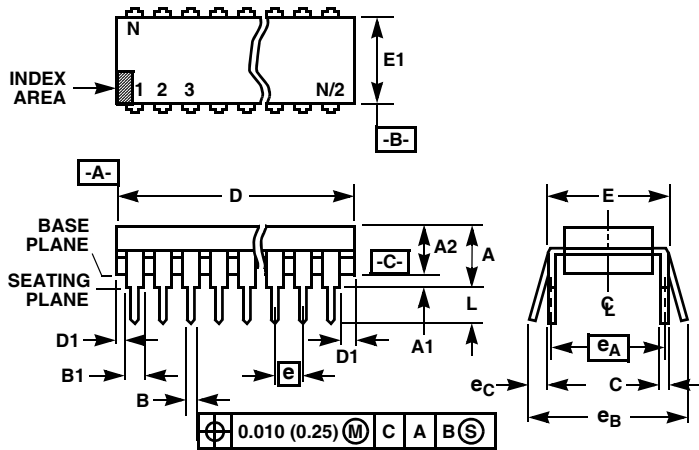 N
E1
INDEX
AREA
1 2 3 N/2
-B-
-A-
D
E
BASE
PLANE
A2
A
-C-
SEATING
PLANE
L
C
L
D1
A1
D1
eA
B1
e
eC
C
B
eB
0.010 (0.25) M C A B S